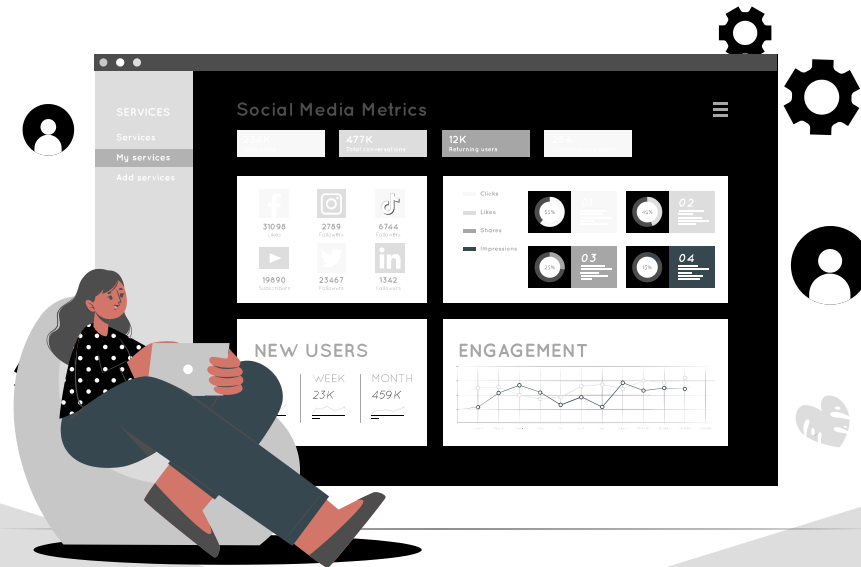 Social Media Metrics
SERVICES
Services
My services
Add services
477K
Total conversations
12K
Returning users
31098
Likes
2789
Followers
6744
Followers
19890
Subscribers
23467
Followers
1342
Followers
Clicks
Likes
Shares
Impressions
01
02
25%
03
04
NEW USERS
WEEK
23K
MONTH
459K
ENGAGEMENT